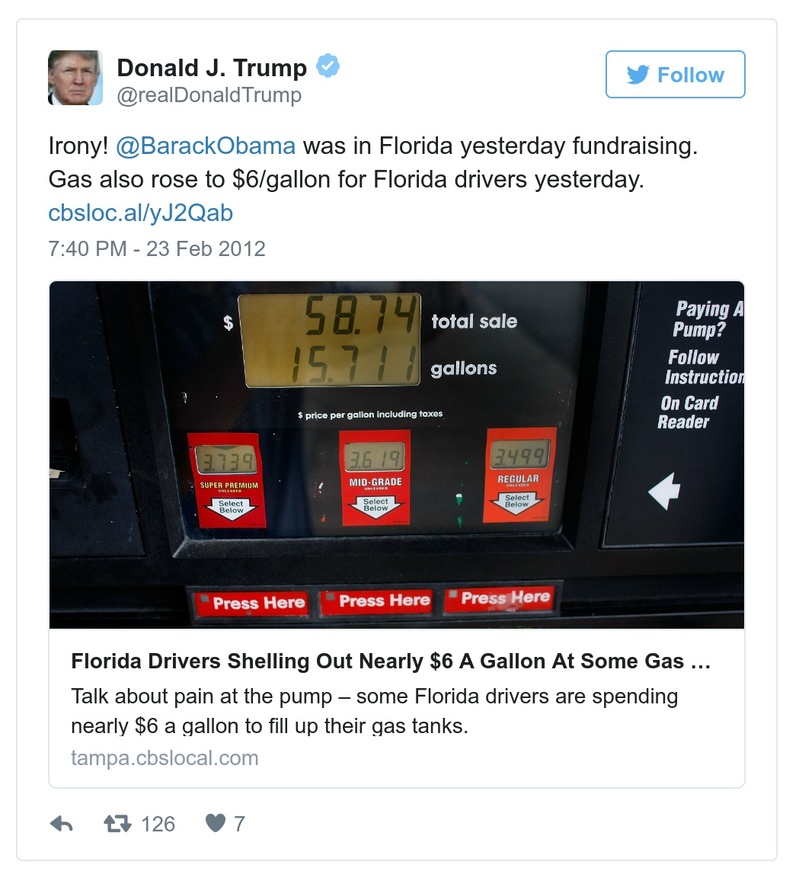 Donald J. Trump
@realDonaldTrump
Follow
Irony! @BarackObama was in Florida yesterday fundraising.
Gas also rose to $6/gallon for Florida drivers yesterday.
cbsloc.al/yJ2Qab
7:40 PM - 23 Feb 2012
$ 58.74 total sale
15.711 gallons
$ price per gallon including taxes
3.739 3.619 3.499
SUPER PREMIUM MID-GRADE REGULAR
UNLEADED UNLEADED UNLEADED
Select Select Select
Below Below Below
Press Here Press Here Press Here
Paying A
Pump?
Follow
Instruction
On Card
Reader
Florida Drivers Shelling Out Nearly $6 A Gallon At Some Gas …
Talk about pain at the pump – some Florida drivers are spending
nearly $6 a gallon to fill up their gas tanks.
tampa.cbslocal.com
126 7